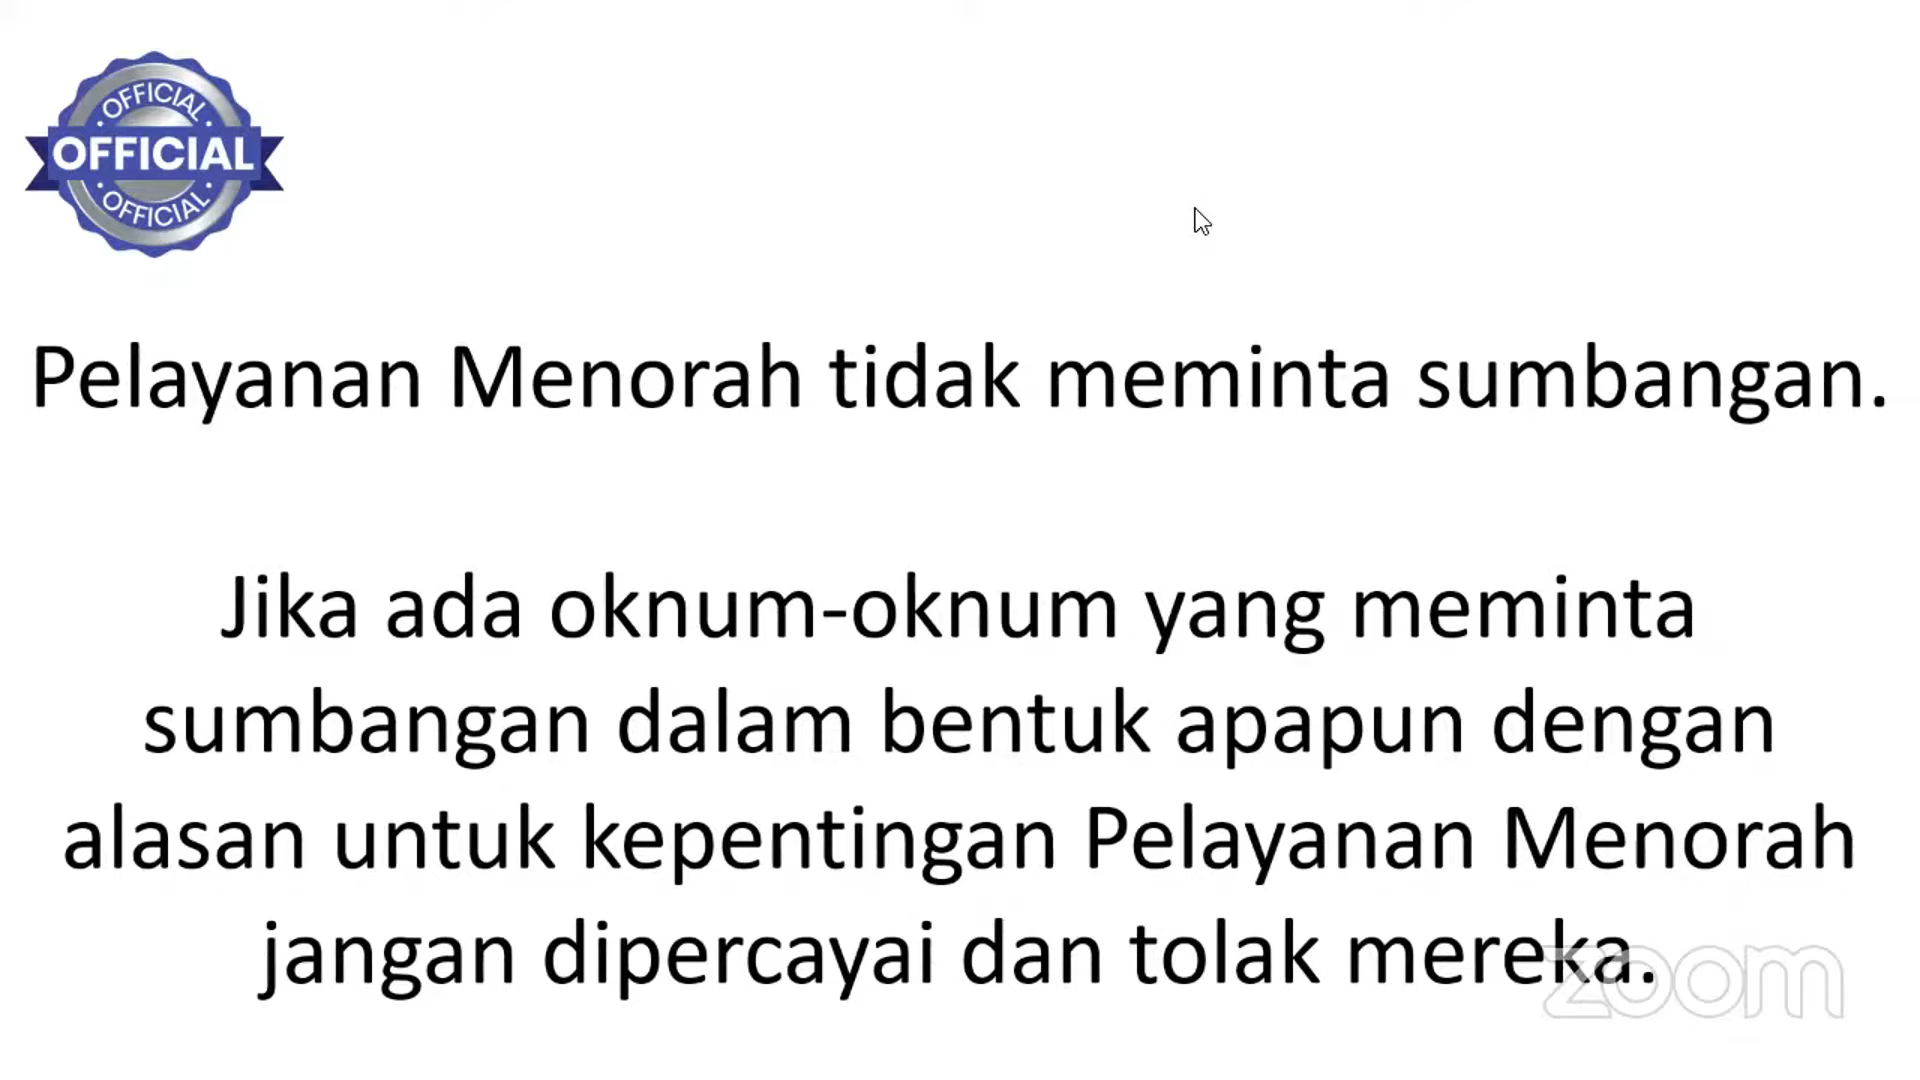 OFFICIAL
OFFICIAL
OFFICIAL
Pelayanan Menorah tidak meminta sumbangan.
Jika ada oknum-oknum yang meminta
sumbangan dalam bentuk apapun dengan
alasan untuk kepentingan Pelayanan Menorah
jangan dipercayai dan tolak mereka.
zoom